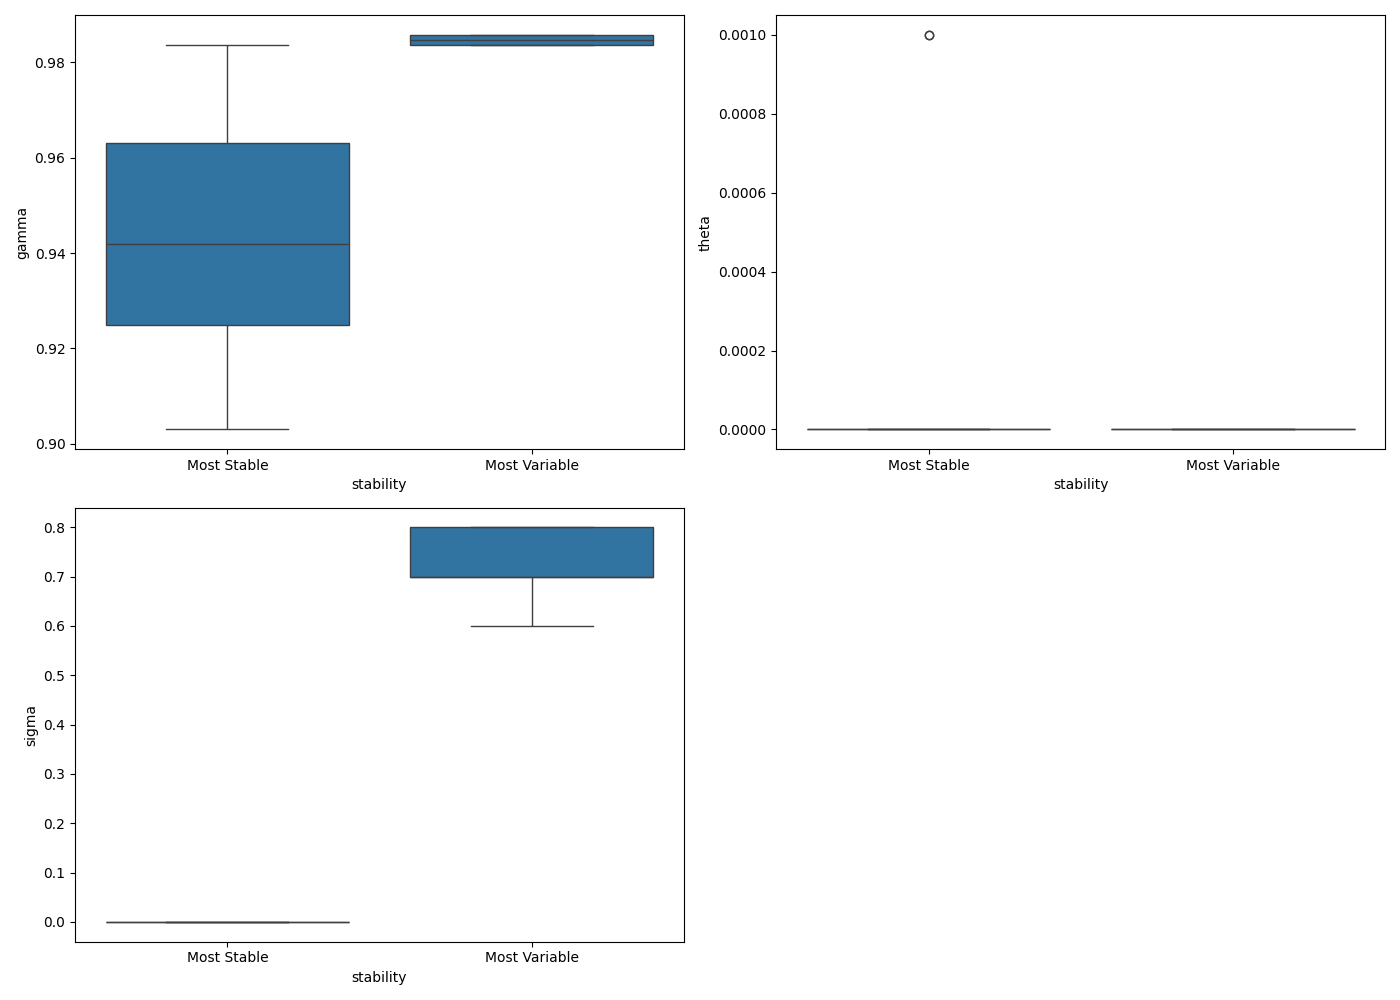 gamma
0.98
0.96
0.94
0.92
0.90
Most Stable
Most Variable
stability
theta
0.0010
0.0008
0.0006
0.0004
0.0002
0.0000
Most Stable
Most Variable
stability
sigma
0.8
0.7
0.6
0.5
0.4
0.3
0.2
0.1
0.0
Most Stable
Most Variable
stability